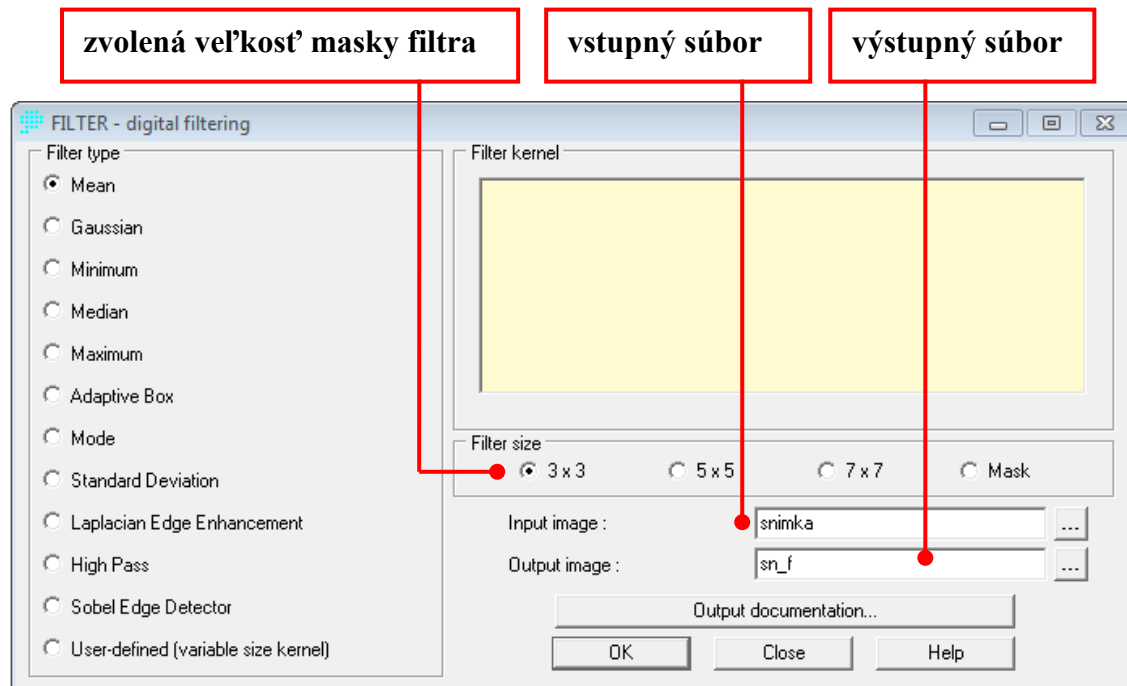 zvolená veľkosť masky filtra
vstupný súbor
výstupný súbor
FILTER - digital filtering
Filter type
Mean
Gaussian
Minimum
Median
Maximum
Adaptive Box
Mode
Standard Deviation
Laplacian Edge Enhancement
High Pass
Sobel Edge Detector
User-defined (variable size kernel)
Filter kernel
Filter size
3 x 3 5 x 5 7 x 7 Mask
Input image : snimka ...
Output image : sn_f ...
Output documentation...
OK Close Help